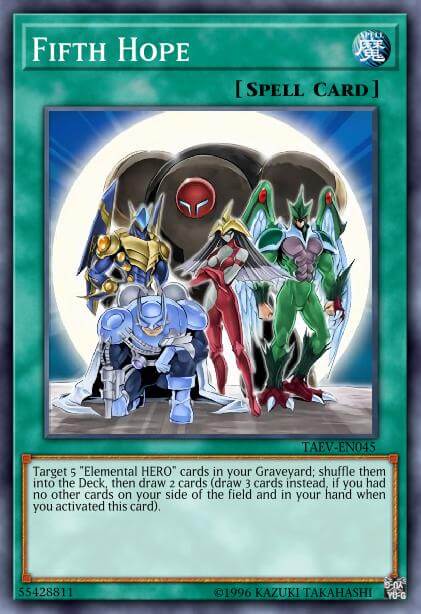 Fifth Hope
SPELL
魔
[ Spell Card ]
TAEV-EN045
Target 5 "Elemental HERO" cards in your Graveyard; shuffle them
into the Deck, then draw 2 cards (draw 3 cards instead, if you had
no other cards on your side of the field and in your hand when
you activated this card).
55428811
©1996 KAZUKI TAKAHASHI